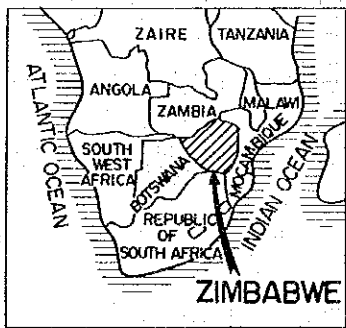 ZAIRE
TANZANIA
ATLANTIC OCEAN
ANGOLA
ZAMBIA
MALAWI
SOUTH
WEST
AFRICA
BOTSWANA
MOCAMBIQUE
INDIAN OCEAN
REPUBLIC
OF
SOUTH AFRICA
ZIMBABWE